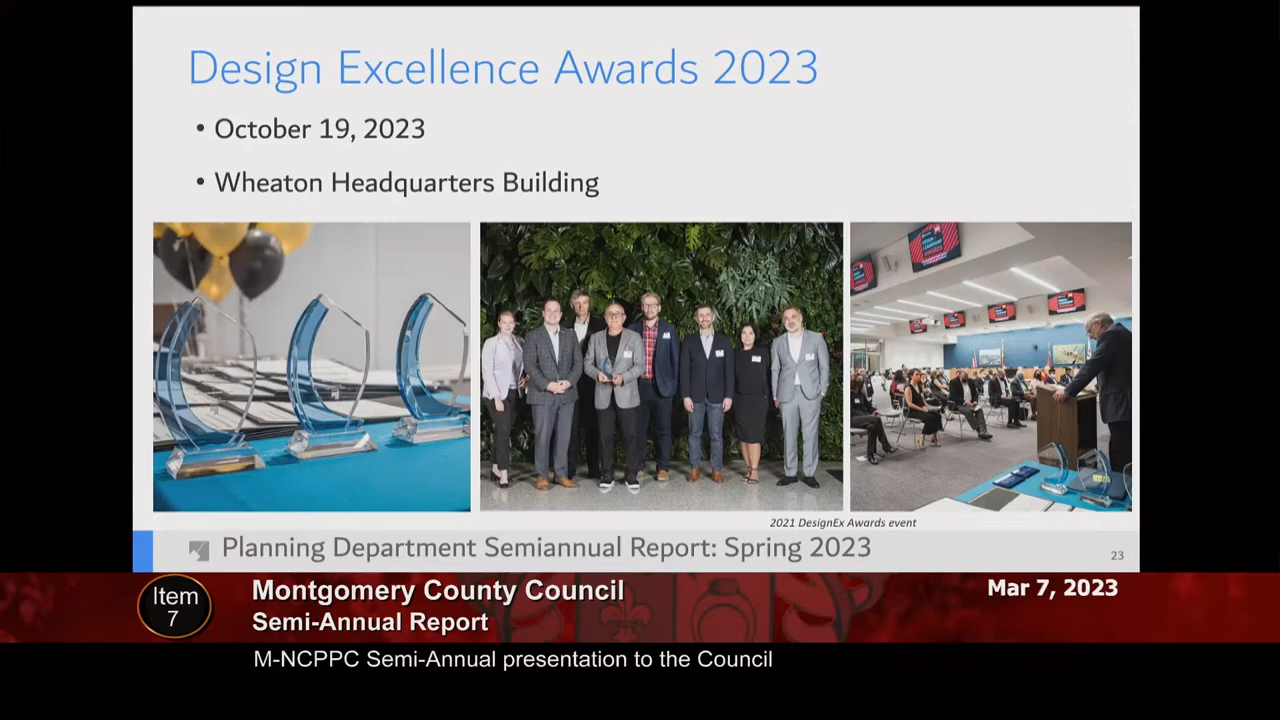 Design Excellence Awards 2023
• October 19, 2023
• Wheaton Headquarters Building
2021 DesignEx Awards event
Planning Department Semiannual Report: Spring 2023
23
Item
7
Montgomery County Council
Semi-Annual Report
Mar 7, 2023
M-NCPPC Semi-Annual presentation to the Council